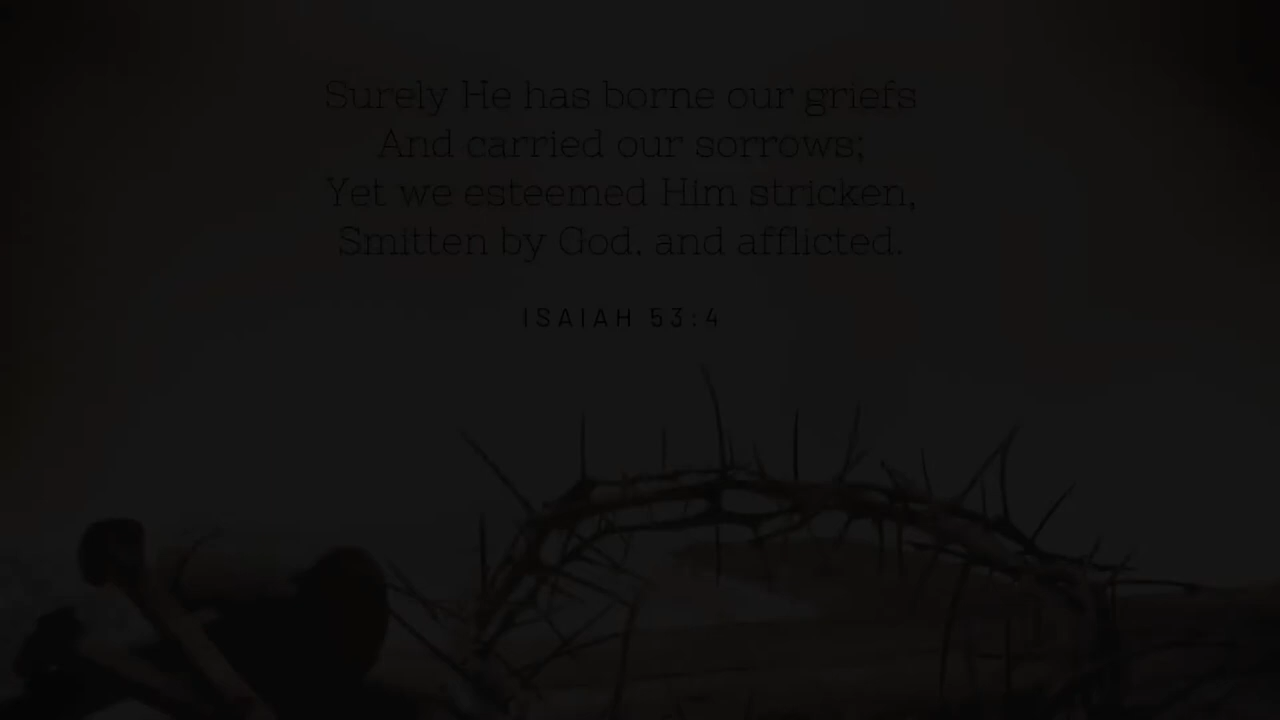 Surely He has borne our griefs
And carried our sorrows;
Yet we esteemed Him stricken,
Smitten by God, and afflicted.
ISAIAH 53:4